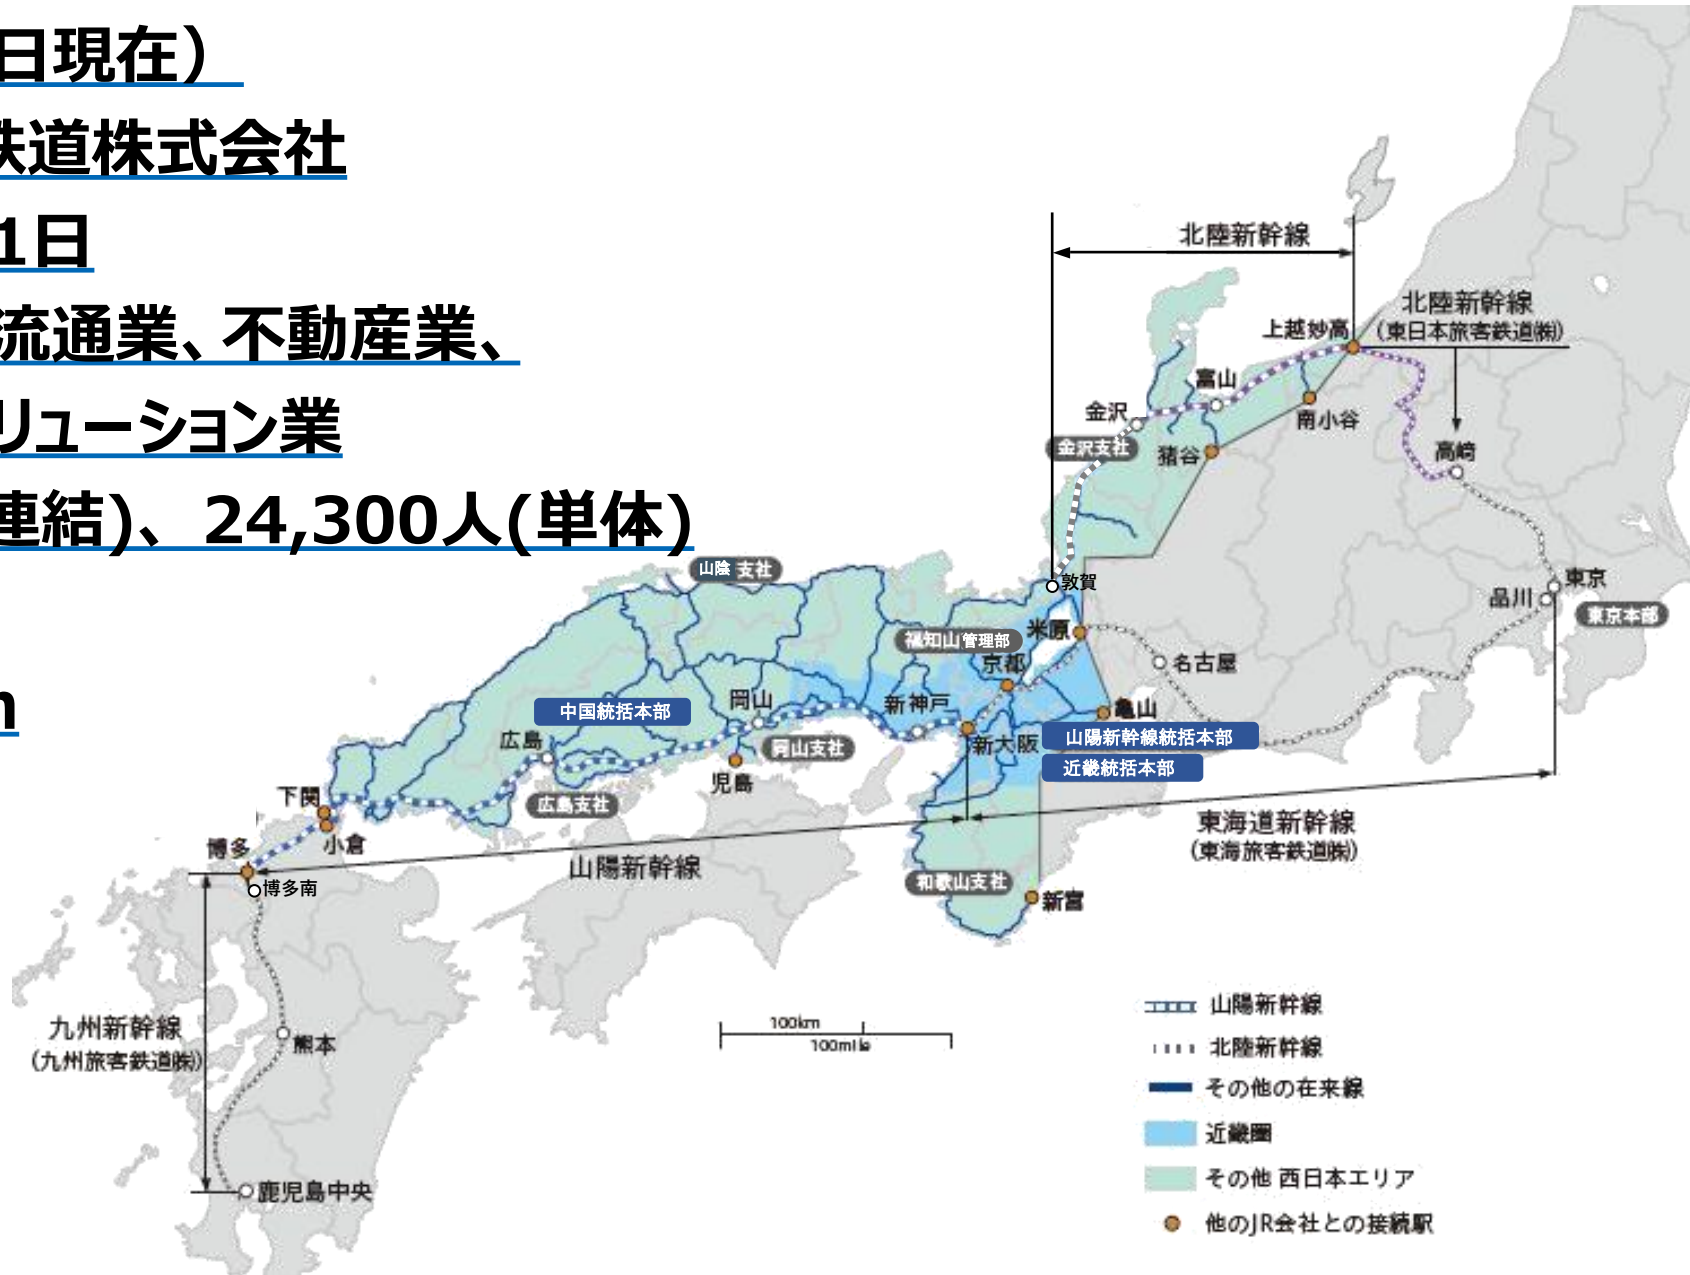 日現在）
鉄道株式会社
1日
流通業、不動産業、
リューション業
連結)、24,300人(単体)
北陸新幹線
北陸新幹線
(東日本旅客鉄道㈱)
上越妙高
富山
金沢
南小谷
金沢支社
猪谷
高崎
山陰 支社
敦賀
東京
品川
東京本部
福知山管理部
米原
京都
名古屋
岡山
新神戸
中国統括本部
亀山
広島
岡山支社
新大阪
山陽新幹線統括本部
近畿統括本部
児島
下関
広島支社
東海道新幹線
(東海旅客鉄道㈱)
博多
小倉
山陽新幹線
博多南
和歌山支社
新宮
九州新幹線
(九州旅客鉄道㈱)
熊本
100km
100mile
鹿児島中央
山陽新幹線
北陸新幹線
その他の在来線
近畿圏
その他 西日本エリア
他のJR会社との接続駅